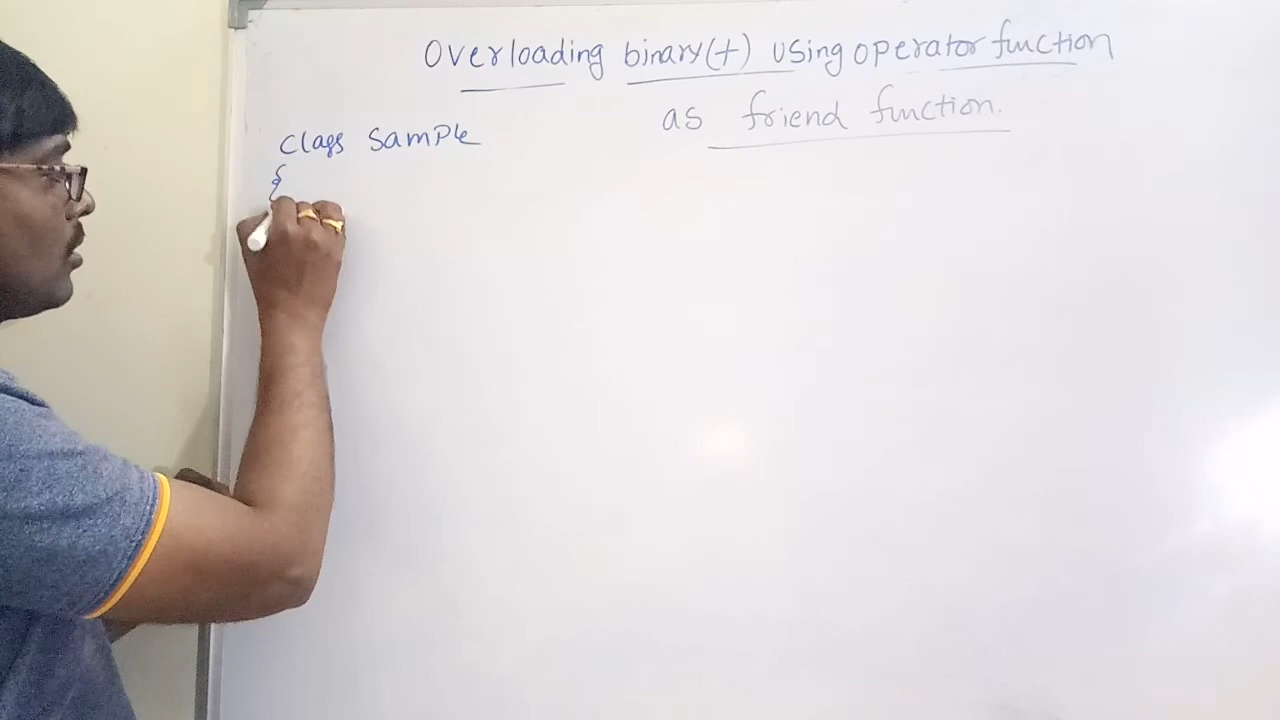 Overloading binary(+) using operator function
as friend function.
class Sample
{